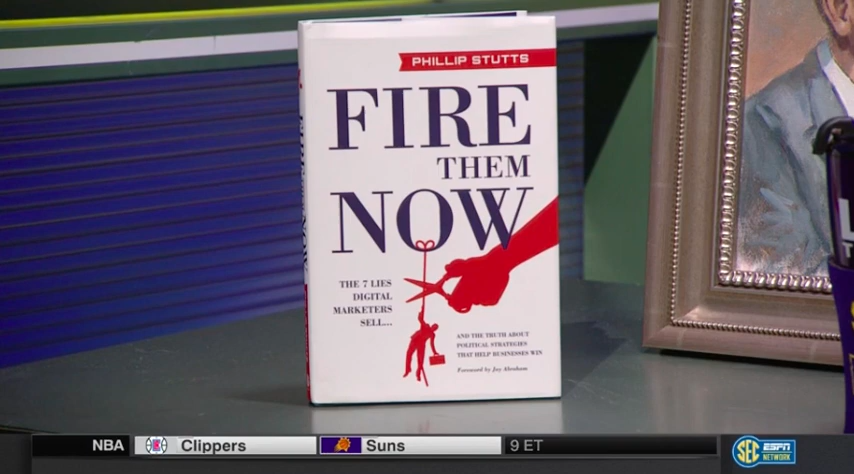 PHILLIP STUTTS
FIRE
THEM
NOW
THE 7 LIES
DIGITAL
MARKETERS
SELL...
AND THE TRUTH ABOUT
POLITICAL STRATEGIES
THAT HELP BUSINESSES WIN
Foreword by Jay Abraham
NBA Clippers Suns 9 ET
SEC ESPN
NETWORK